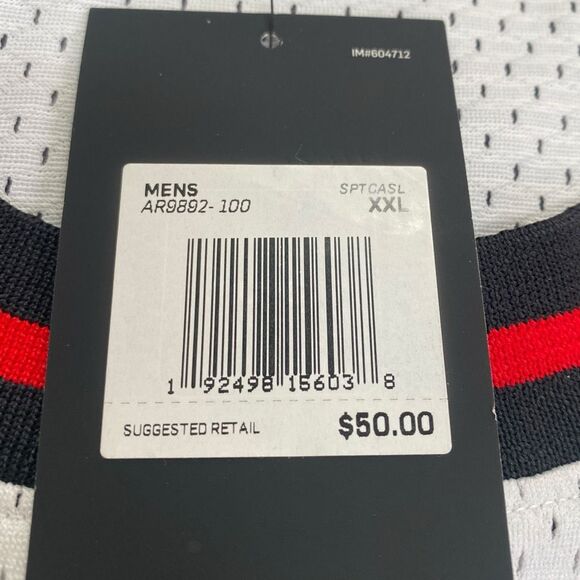 IM#604712
MENS SPTCASL
AR9892-100 XXL
1 92498 15603 8
SUGGESTED RETAIL $50.00